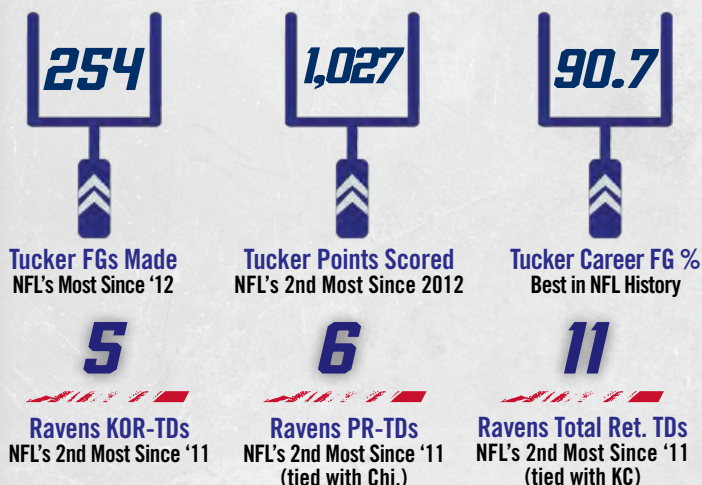 254
1,027
90.7
Tucker FGs Made
NFL's Most Since ‘12
Tucker Points Scored
NFL's 2nd Most Since 2012
Tucker Career FG %
Best in NFL History
5
6
11
Ravens KOR-TDs
NFL's 2nd Most Since ‘11
Ravens PR-TDs
NFL's 2nd Most Since ‘11
(tied with Chi.)
Ravens Total Ret. TDs
NFL's 2nd Most Since ‘11
(tied with KC)